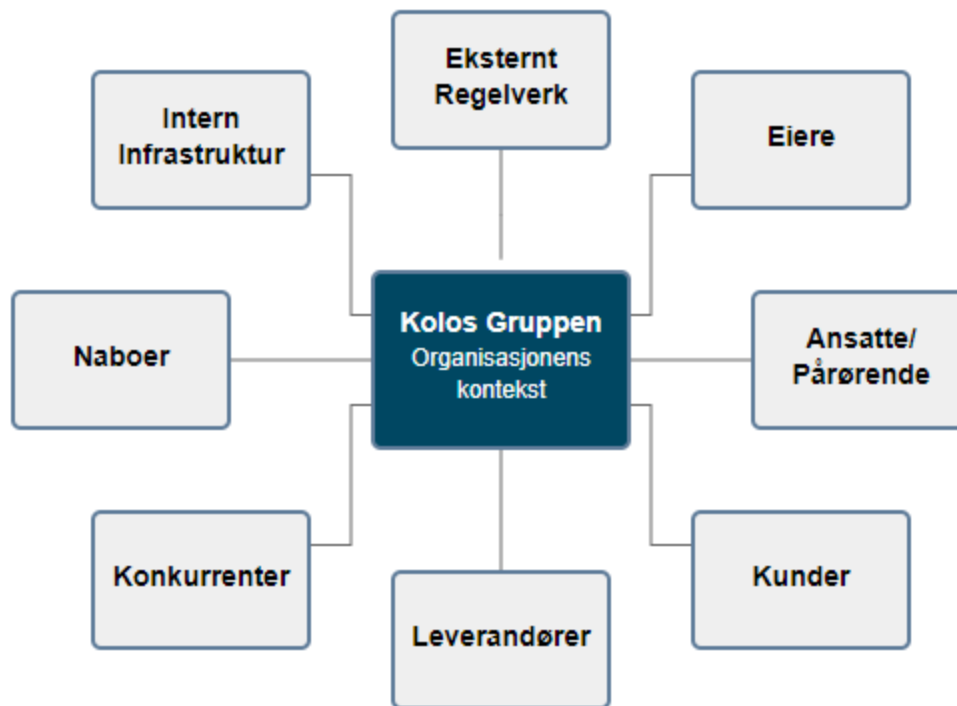 Eksternt
Regelverk
Intern
Infrastruktur
Eiere
Kolos Gruppen
Organisasjonens
kontekst
Naboer
Ansatte/
Pårørende
Konkurrenter
Leverandører
Kunder